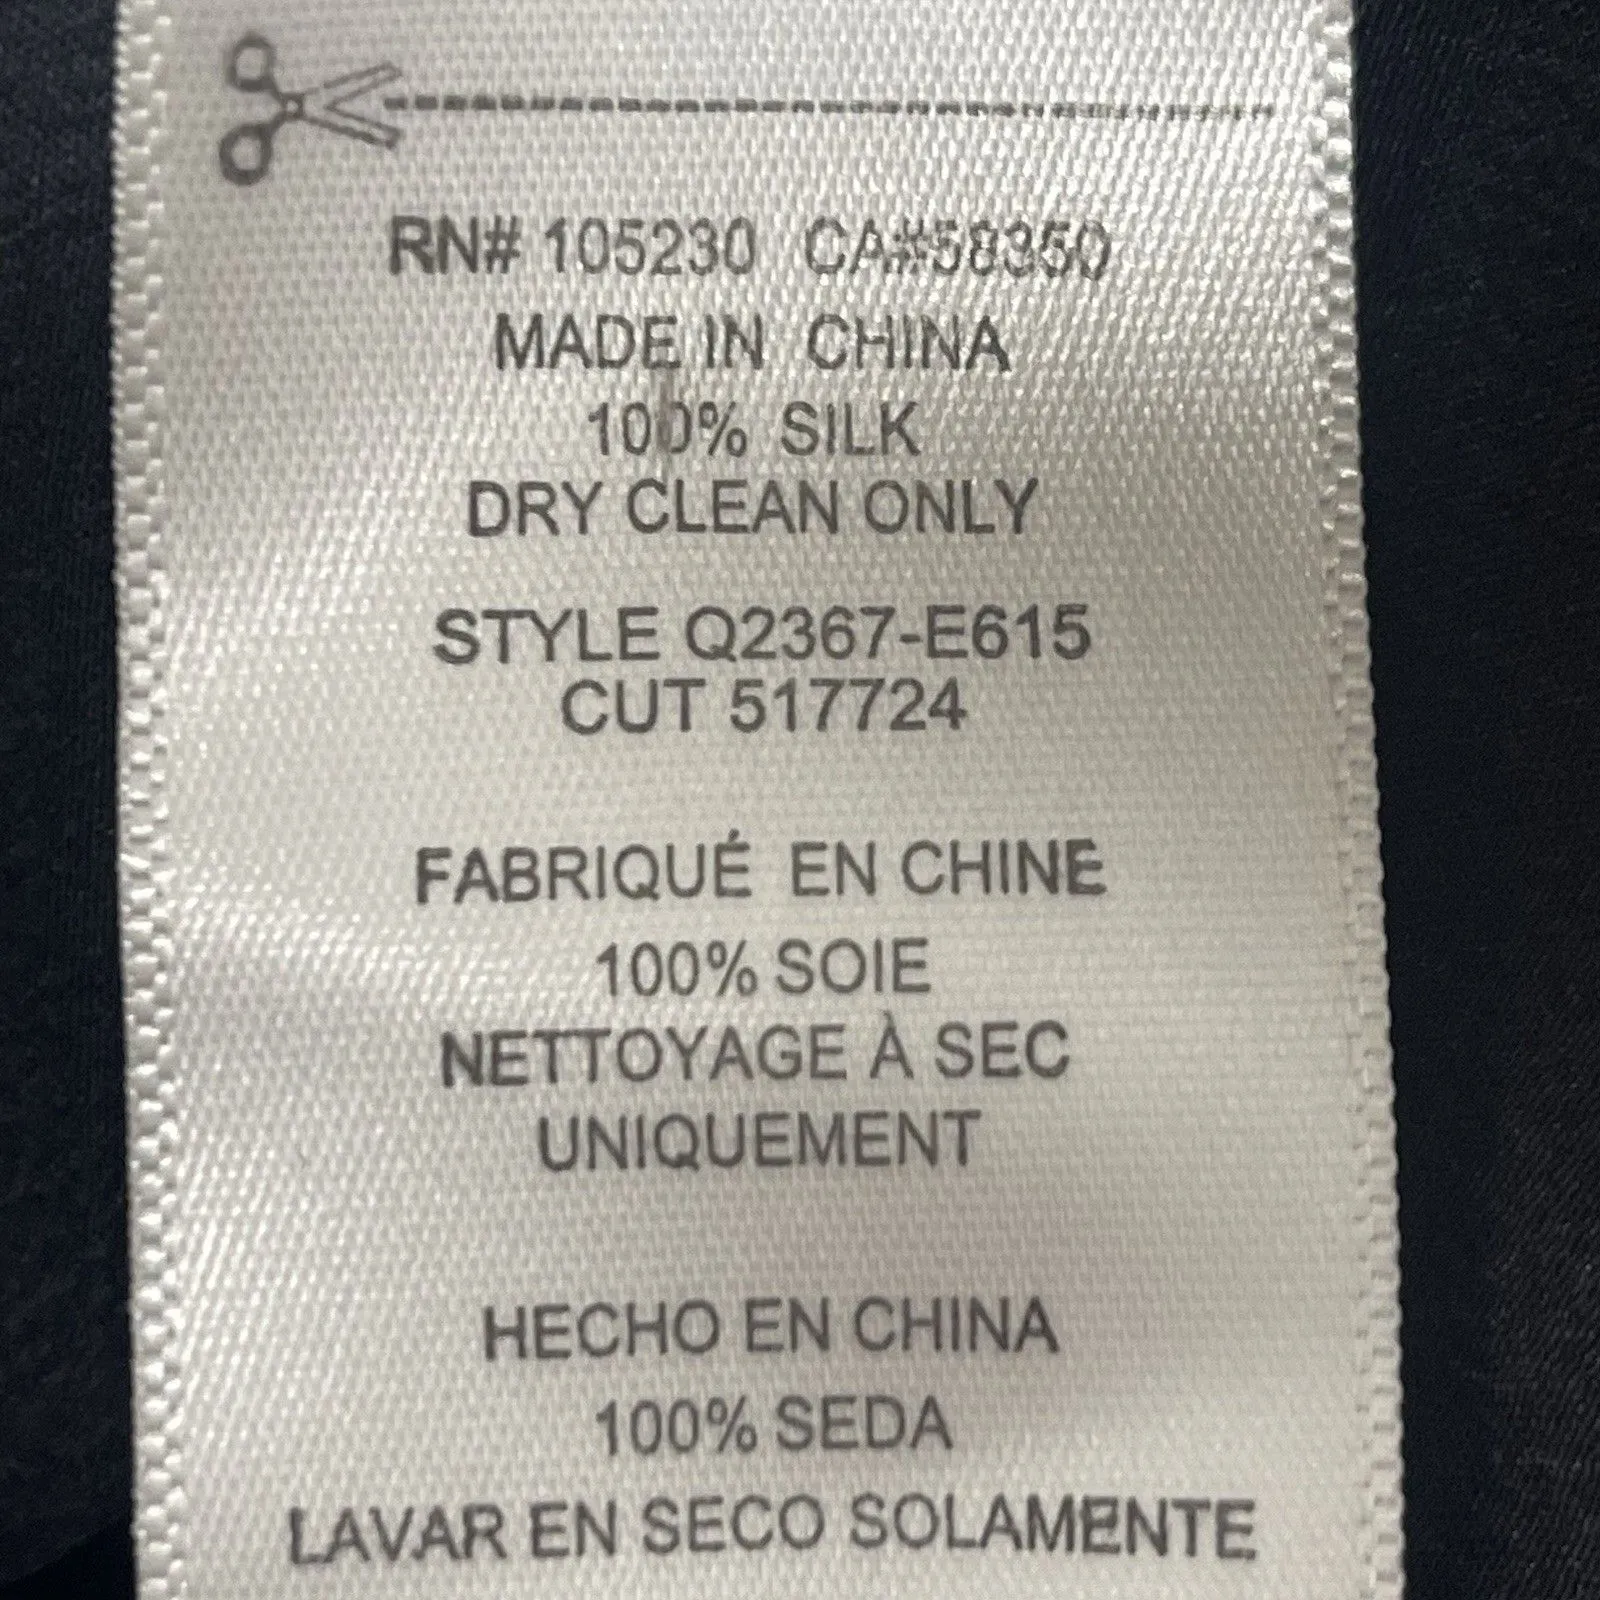 RN# 105230 CA#58350
MADE IN CHINA
100% SILK
DRY CLEAN ONLY
STYLE Q2367-E615
CUT 517724
FABRIQUÉ EN CHINE
100% SOIE
NETTOYAGE À SEC
UNIQUEMENT
HECHO EN CHINA
100% SEDA
LAVAR EN SECO SOLAMENTE